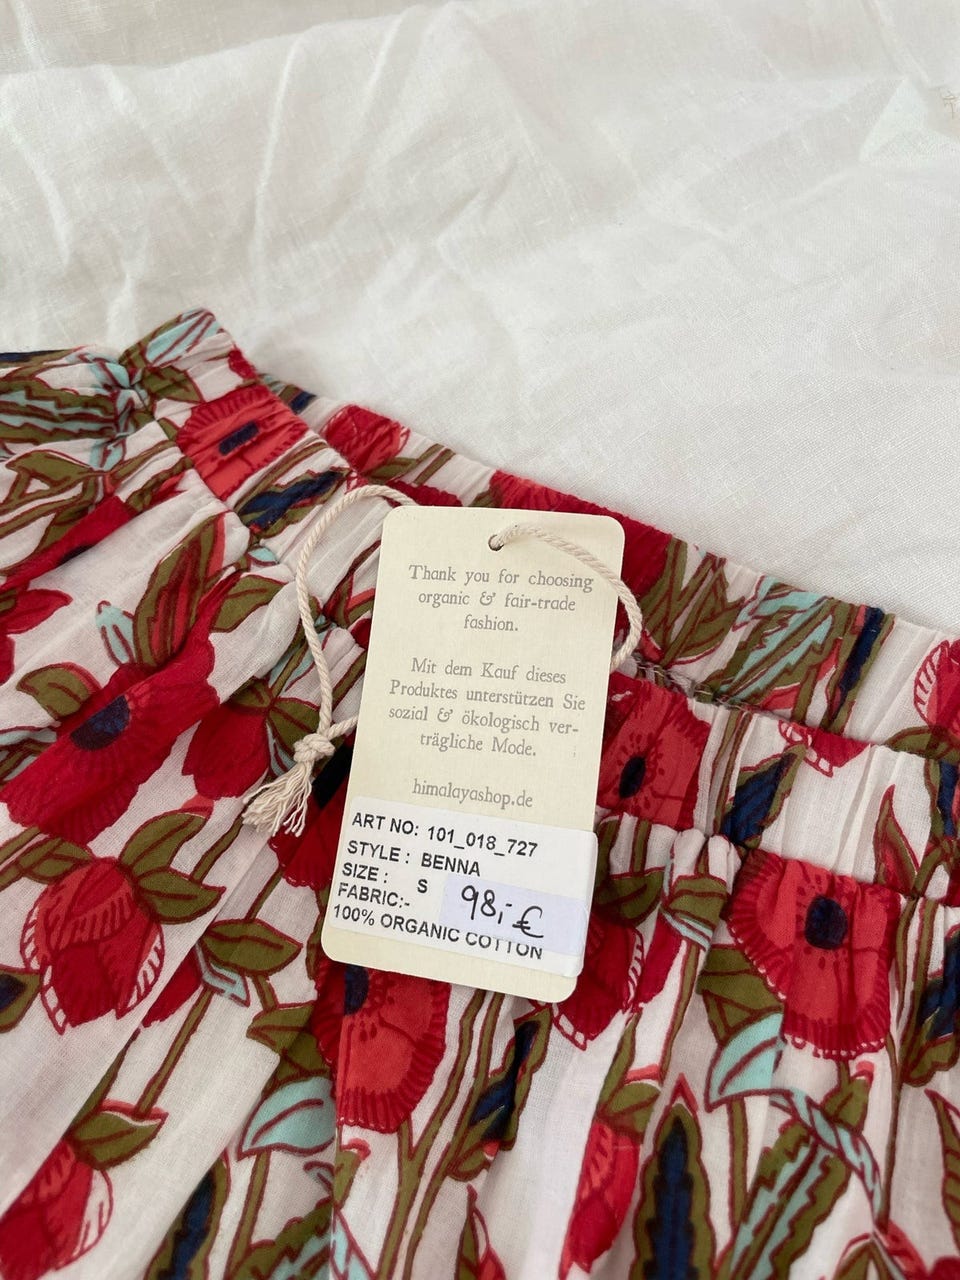 Thank you for choosing
organic & fair-trade
fashion.
Mit dem Kauf dieses
Produktes unterstützen Sie
sozial & ökologisch ver-
trägliche Mode.
himalayashop.de
ART NO: 101_018_727
STYLE : BENNA
SIZE : S
98,- €
FABRIC:-
100% ORGANIC COTTON